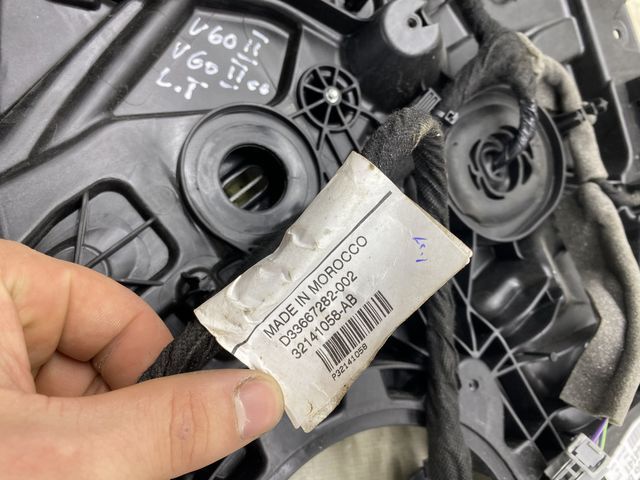 V60 II
V60 II cc
L.T
MADE IN MOROCCO
D33667282-002
32141058-AB
P32141058